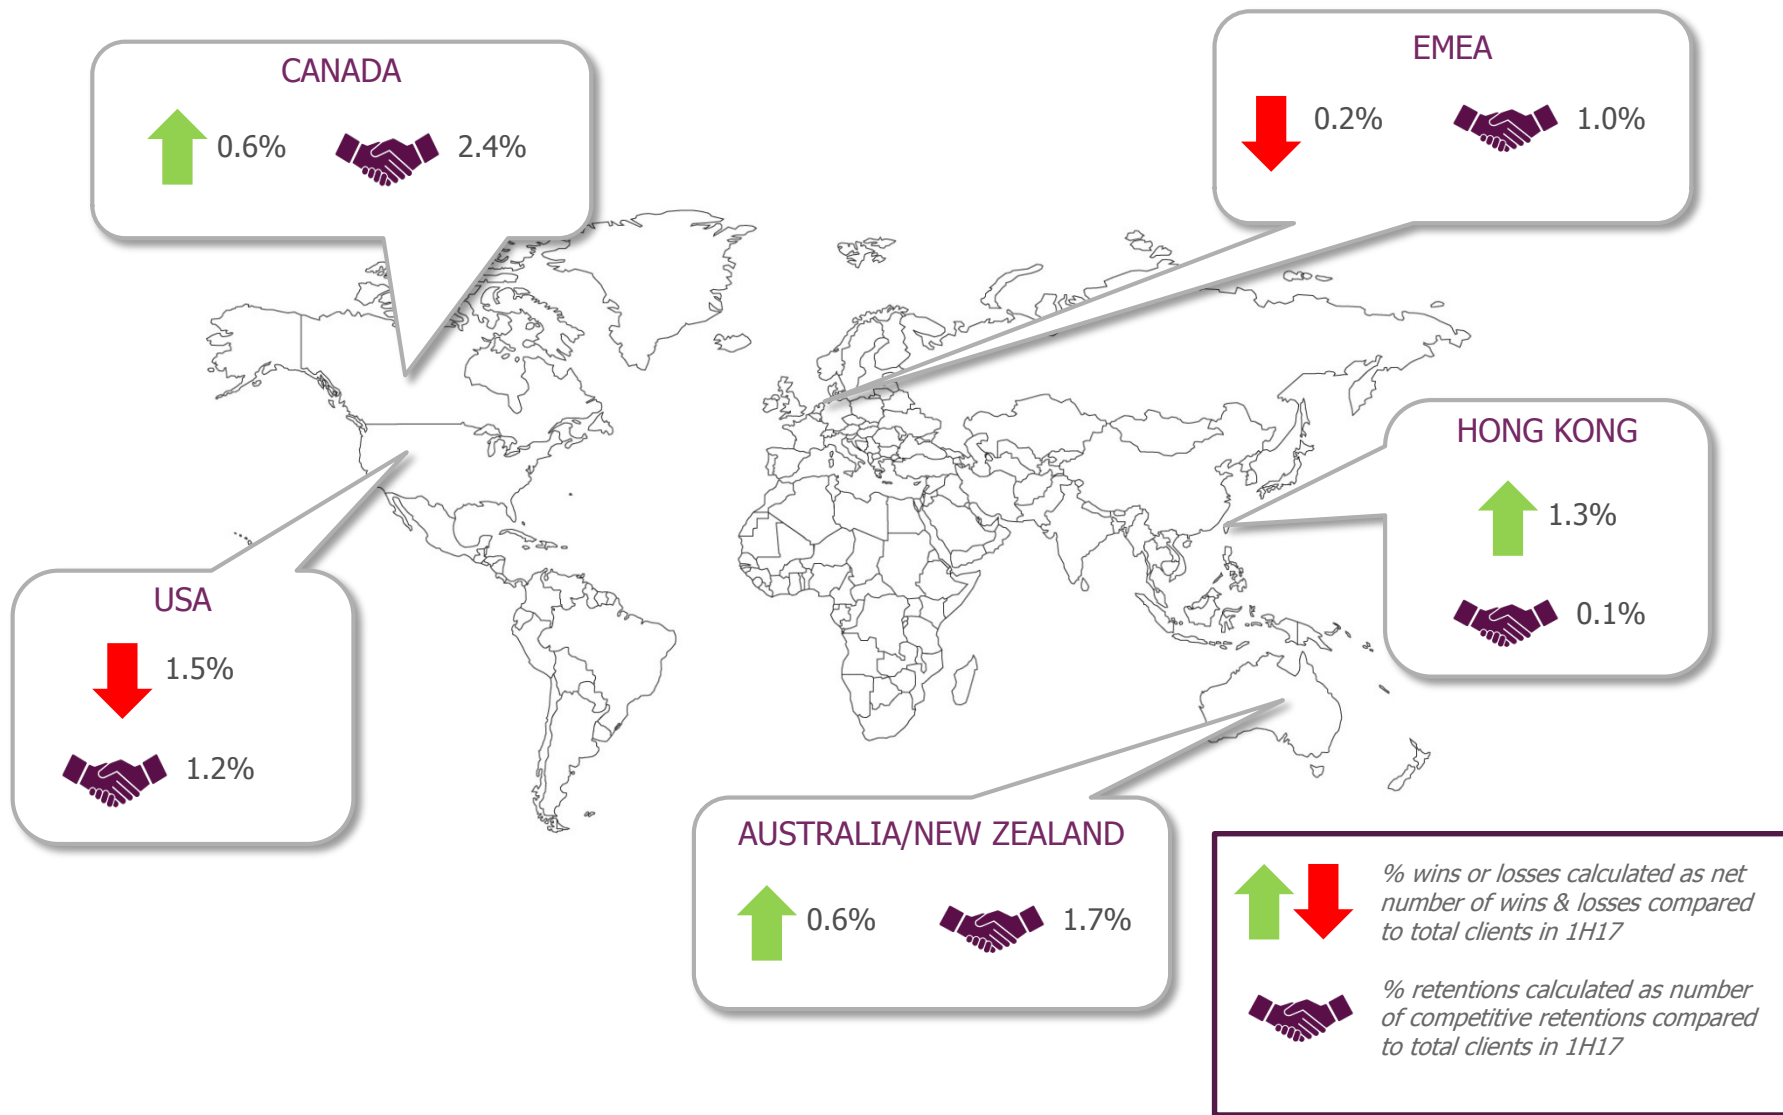 CANADA
0.6%
2.4%
EMEA
0.2%
1.0%
HONG KONG
1.3%
0.1%
USA
1.5%
1.2%
AUSTRALIA/NEW ZEALAND
0.6%
1.7%
% wins or losses calculated as net
number of wins & losses compared
to total clients in 1H17
% retentions calculated as number
of competitive retentions compared
to total clients in 1H17